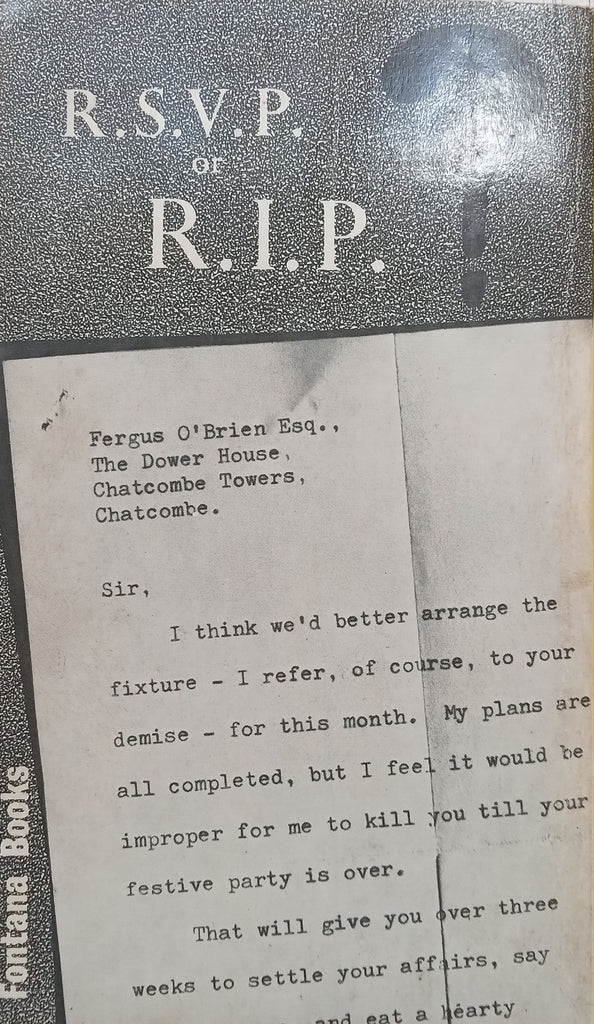 R.S.V.P.
or
R.I.P.
?
Fergus O'Brien Esq.,
The Dower House,
Chatcombe Towers,
Chatcombe.
Sir,
I think we'd better arrange the
fixture - I refer, of course, to your
demise - for this month. My plans are
all completed, but I feel it would be
improper for me to kill you till your
festive party is over.
That will give you over three
weeks to settle your affairs, say
and eat a hearty
Fontana Books